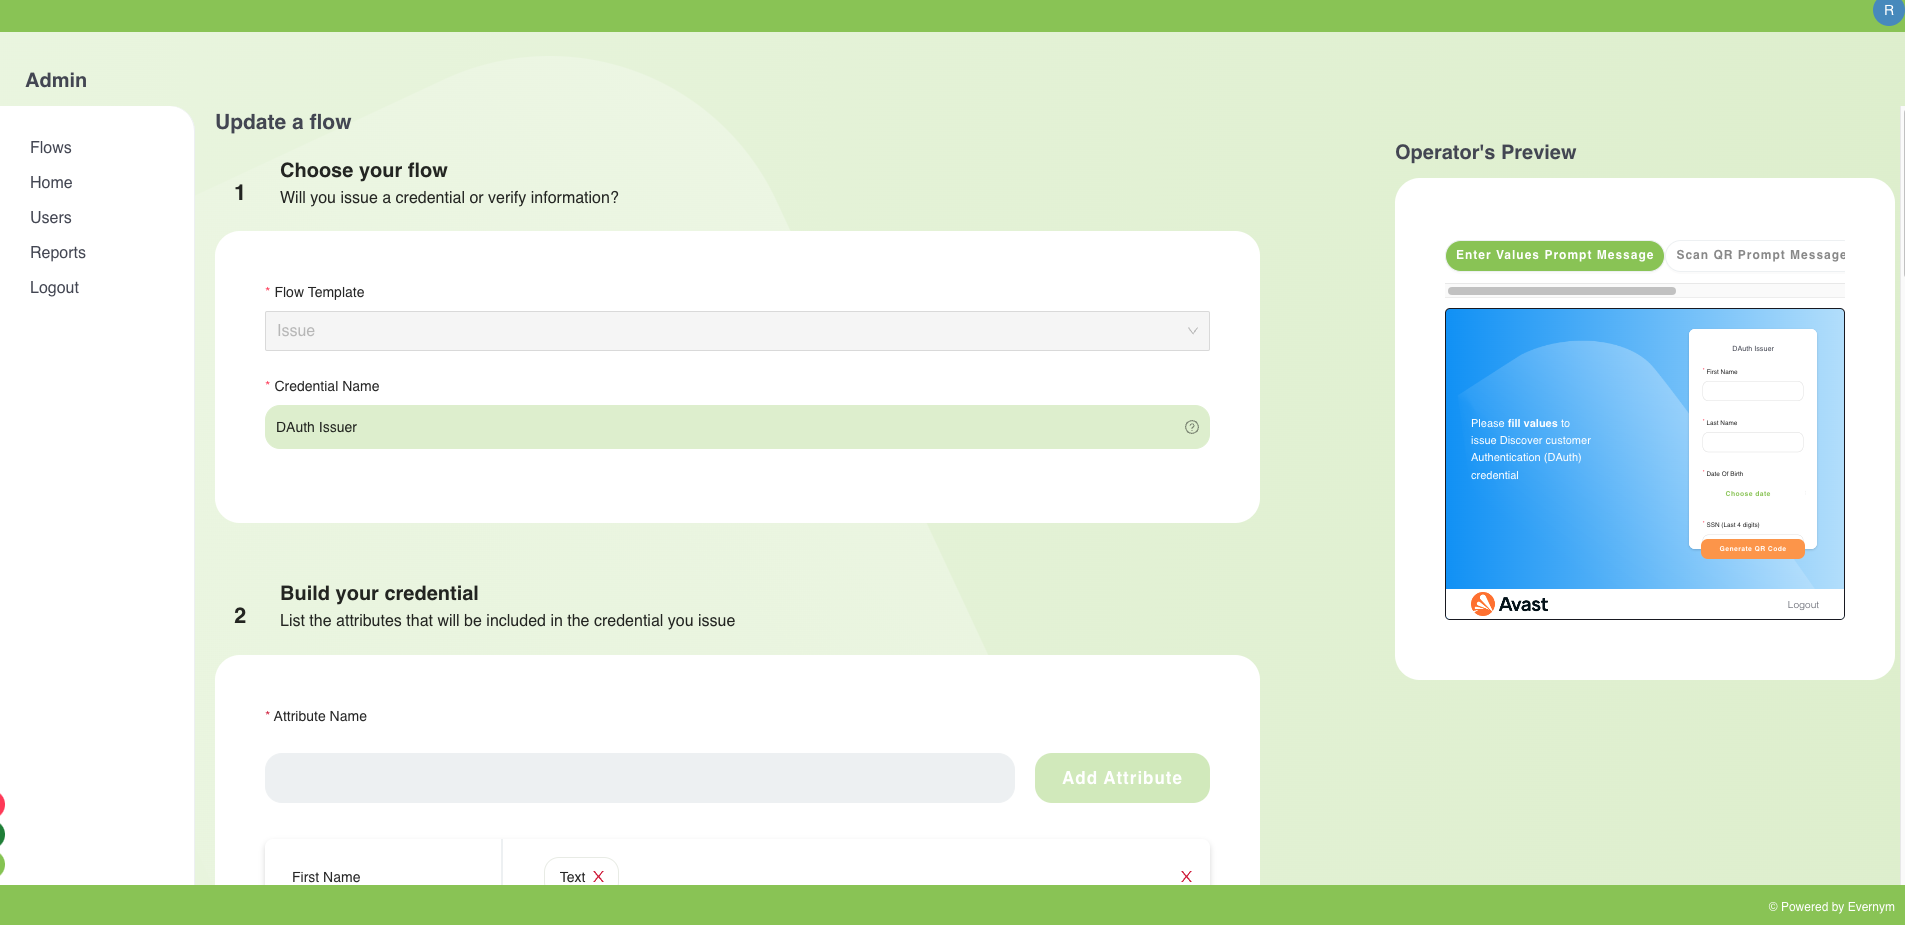 R
Admin
Flows
Home
Users
Reports
Logout
Update a flow
1
Choose your flow
Will you issue a credential or verify information?
* Flow Template
Issue
* Credential Name
DAuth Issuer
?
2
Build your credential
List the attributes that will be included in the credential you issue
* Attribute Name
Add Attribute
First Name
Text X
X
Operator's Preview
Enter Values Prompt Message
Scan QR Prompt Message
Please fill values to
issue Discover customer
Authentication (DAuth)
credential
DAuth Issuer
* First Name
* Last Name
* Date Of Birth
Choose date
* SSN (Last 4 digits)
Generate QR Code
Avast
Logout
© Powered by Evernym